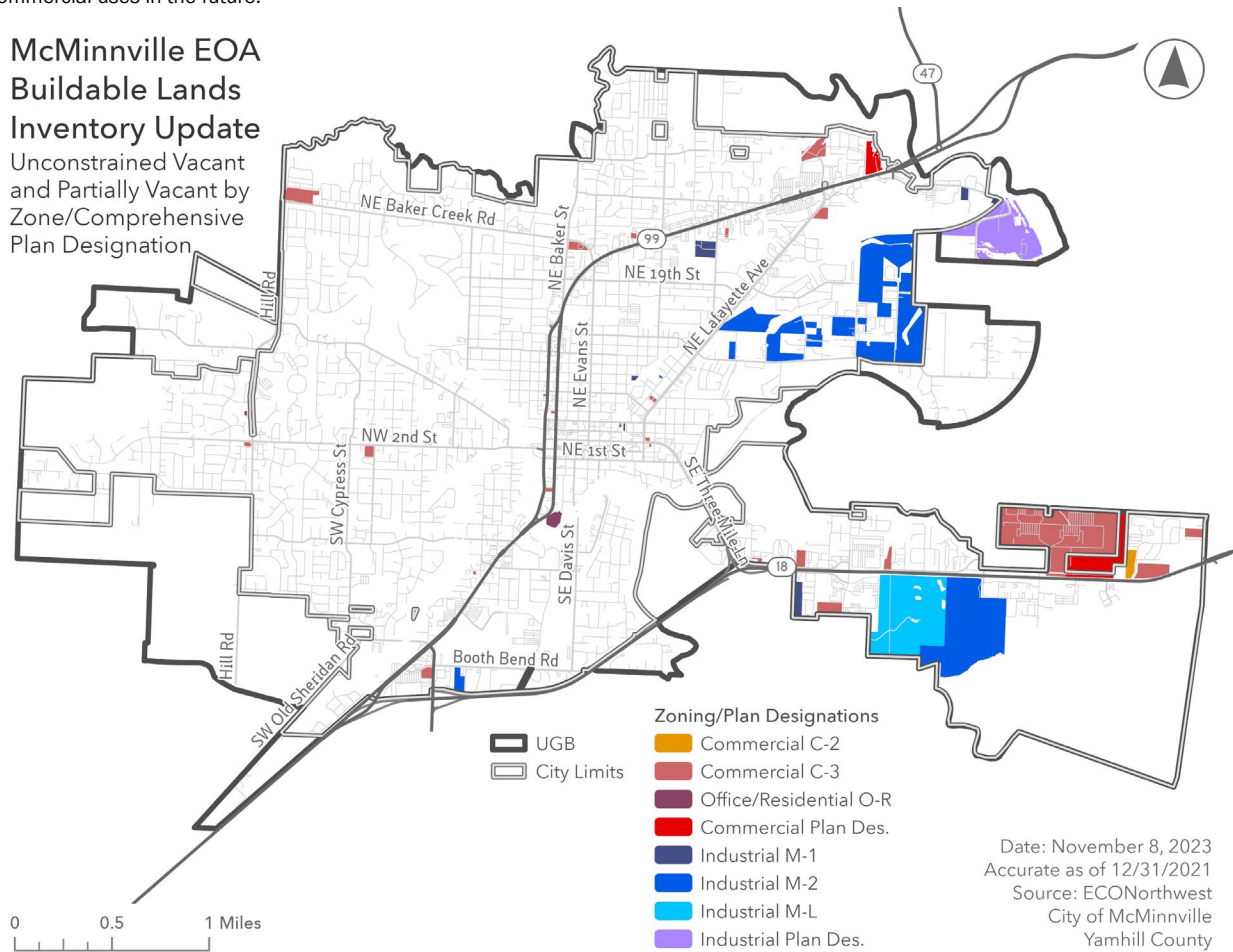 ommercial uses in the future.
McMinnville EOA
Buildable Lands
Inventory Update
Unconstrained Vacant
and Partially Vacant by
Zone/Comprehensive
Plan Designation
47
NE Baker Creek Rd
NE Baker St
99
NE 19th St
NE Lafayette Ave
Hill Rd
NE Evans St
NW 2nd St
NE 1st St
SW Cypress St
SE Three Mile Ln
SE Davis St
18
Hill Rd
Booth Bend Rd
SW Old Sheridan Rd
UGB
City Limits
Zoning/Plan Designations
Commercial C-2
Commercial C-3
Office/Residential O-R
Commercial Plan Des.
Industrial M-1
Industrial M-2
Industrial M-L
Industrial Plan Des.
Date: November 8, 2023
Accurate as of 12/31/2021
Source: ECONorthwest
City of McMinnville
Yamhill County
0 0.5 1 Miles